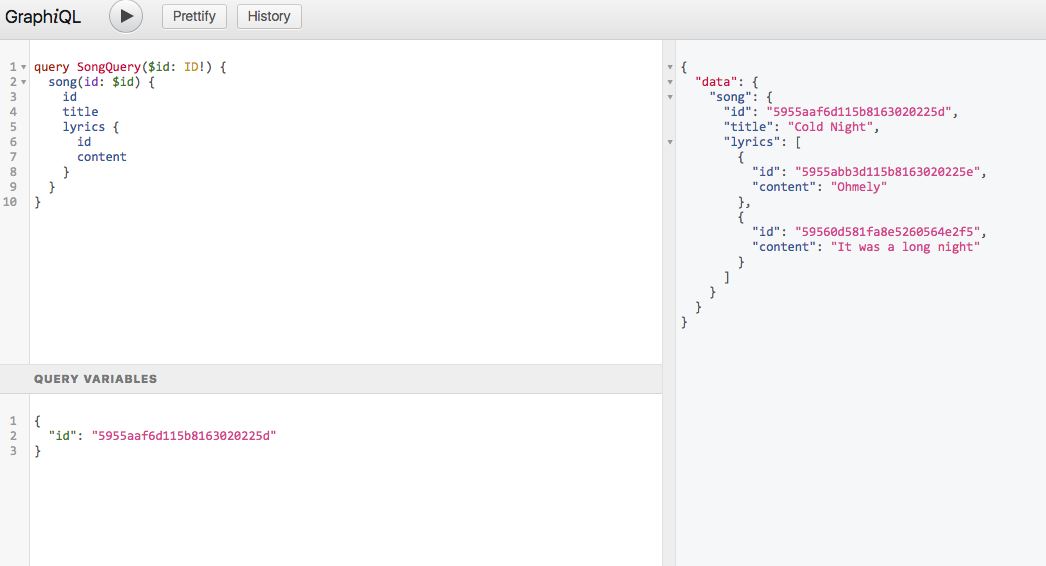 GraphiQL
Prettify
History
1 query SongQuery($id: ID!) {
2   song(id: $id) {
3     id
4     title
5     lyrics {
6       id
7       content
8     }
9   }
10 }
QUERY VARIABLES
1 {
2   "id": "5955aaf6d115b8163020225d"
3 }
{
  "data": {
    "song": {
      "id": "5955aaf6d115b8163020225d",
      "title": "Cold Night",
      "lyrics": [
        {
          "id": "5955abb3d115b8163020225e",
          "content": "Ohmely"
        },
        {
          "id": "59560d581fa8e5260564e2f5",
          "content": "It was a long night"
        }
      ]
    }
  }
}